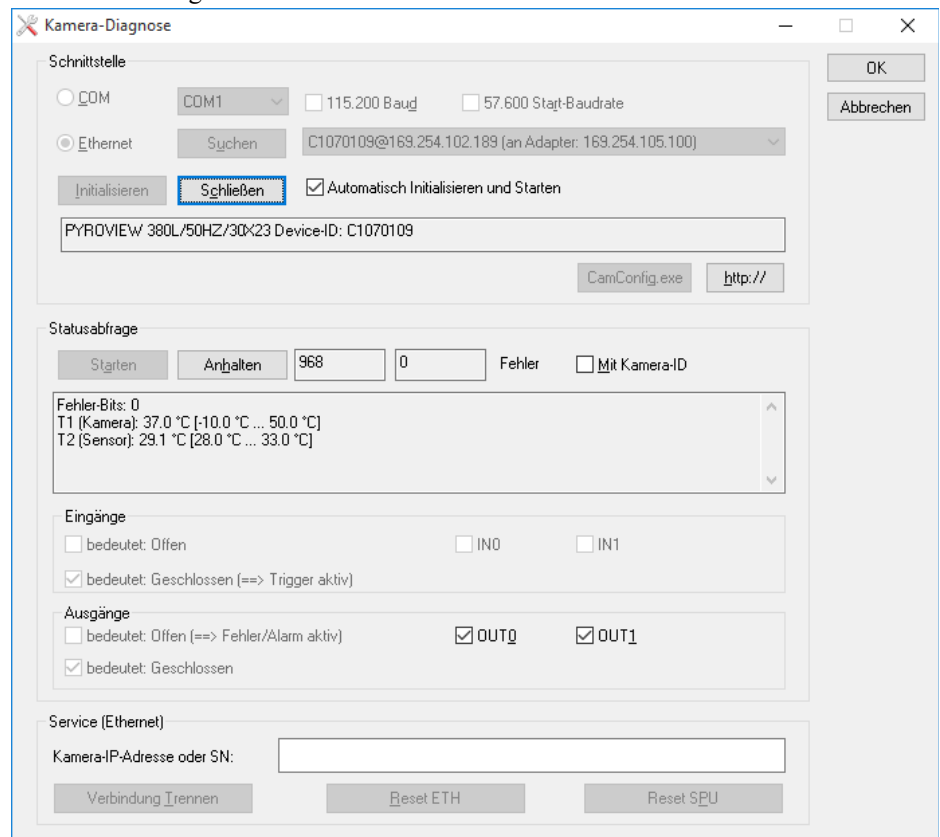 Kamera-Diagnose
Schnittstelle
OK
COM COM1 115.200 Baud 57.600 Start-Baudrate
Abbrechen
Ethernet Suchen C1070109@169.254.102.189 (an Adapter: 169.254.105.100)
Initialisieren Schließen Automatisch Initialisieren und Starten
PYROVIEW 380L/50HZ/30X23 Device-ID: C1070109
CamConfig.exe http://
Statusabfrage
Starten Anhalten 968 0 Fehler Mit Kamera-ID
Fehler-Bits: 0
T1 (Kamera): 37.0 °C [-10.0 °C ... 50.0 °C]
T2 (Sensor): 29.1 °C [28.0 °C ... 33.0 °C]
Eingänge
bedeutet: Offen IN0 IN1
bedeutet: Geschlossen (==> Trigger aktiv)
Ausgänge
bedeutet: Offen (==> Fehler/Alarm aktiv) OUT0 OUT1
bedeutet: Geschlossen
Service (Ethernet)
Kamera-IP-Adresse oder SN:
Verbindung Trennen Reset ETH Reset SPU